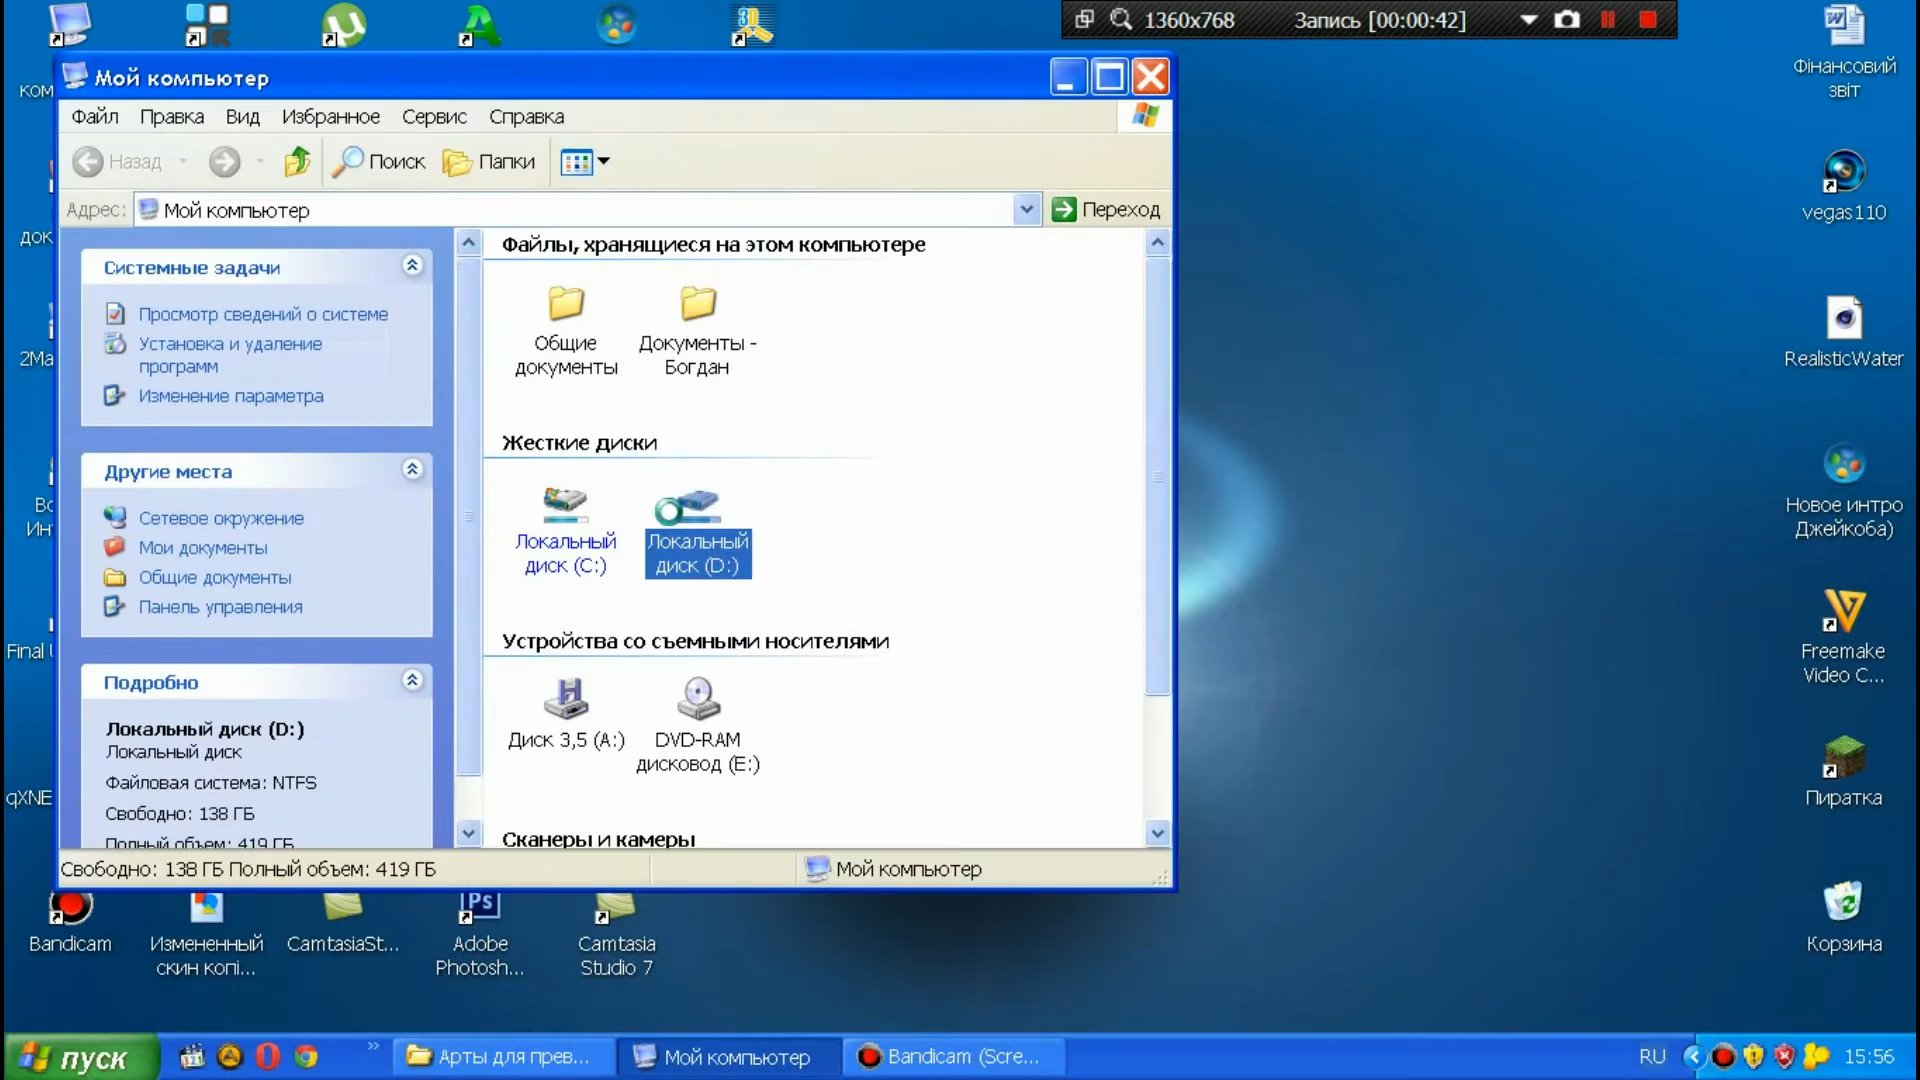 1360x768
Запись [00:00:42]
Фінансовий
звіт
Мой компьютер
ком
Файл
Правка
Вид
Избранное
Сервис
Справка
Назад
Поиск
Папки
vegas110
Адрес:
Мой компьютер
Переход
док
Файлы, хранящиеся на этом компьютере
Системные задачи
Просмотр сведений о системе
Установка и удаление
программ
Изменение параметра
Общие
документы
Документы -
Богдан
2Ma
RealisticWater
Жесткие диски
Другие места
Сетевое окружение
Мои документы
Общие документы
Панель управления
Локальный
диск (C:)
Локальный
диск (D:)
Во
Ин
Новое интро
Джейкоба)
Устройства со съемными носителями
Final
Freemake
Video C...
Подробно
Локальный диск (D:)
Локальный диск
Файловая система: NTFS
Свободно: 138 ГБ
Полный объем: 419 ГБ
Диск 3,5 (A:)
DVD-RAM
дисковод (E:)
qXNE
Пиратка
Сканеры и камеры
Свободно: 138 ГБ Полный объем: 419 ГБ
Мой компьютер
Ps
Bandicam
Измененный
скин копі...
CamtasiaSt...
Adobe
Photosh...
Camtasia
Studio 7
Корзина
пуск
Арты для прев...
Мой компьютер
Bandicam (Scre...
RU
15:56